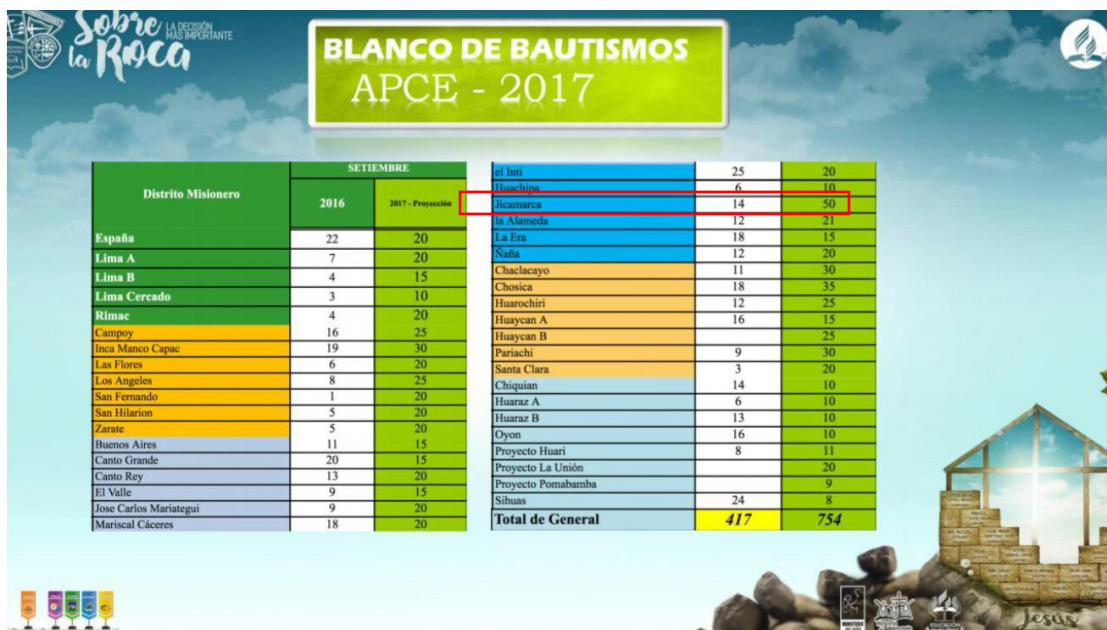 Sobre
la Roca
LA DECISIÓN
MÁS IMPORTANTE
BLANCO DE BAUTISMOS
APCE - 2017
Distrito Misionero
SETIEMBRE
2016 2017 - Proyección
España 22 20
Lima A 7 20
Lima B 4 15
Lima Cercado 3 10
Rimac 4 20
Campoy 16 25
Inca Manco Capac 19 30
Las Flores 6 20
Los Angeles 8 25
San Fernando 1 20
San Hilarion 5 20
Zarate 5 20
Buenos Aires 11 15
Canto Grande 20 15
Canto Rey 13 20
El Valle 9 15
Jose Carlos Mariategui 9 20
Mariscal Cáceres 18 20
el Inti 25 20
Huachipa 6 10
Jicamarca 14 50
la Alameda 12 21
La Era 18 15
Ñaña 12 20
Chaclacayo 11 30
Chosica 18 35
Huarochiri 12 25
Huaycan A 16 15
Huaycan B 25
Pariachi 9 30
Santa Clara 3 20
Chiquian 14 10
Huaraz A 6 10
Huaraz B 13 10
Oyon 16 10
Proyecto Huari 8 11
Proyecto La Unión 20
Proyecto Pomabamba 9
Sihuas 24 8
Total de General 417 754
jesús